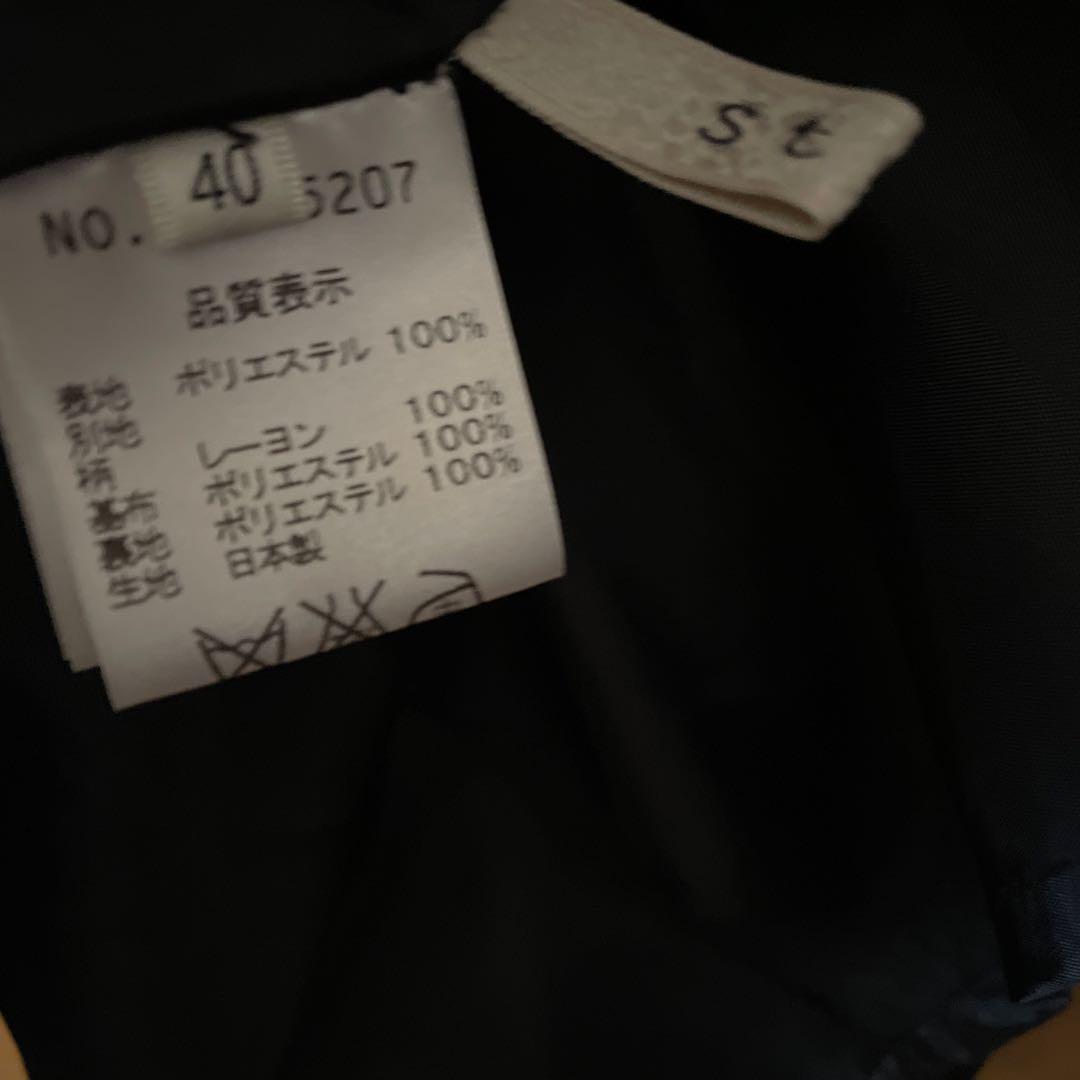 st
40
NO. 5207
品質表示
表地 ポリエステル 100%
別地
柄 レーヨン 100%
基布 ポリエステル 100%
裏地 ポリエステル 100%
生地 日本製